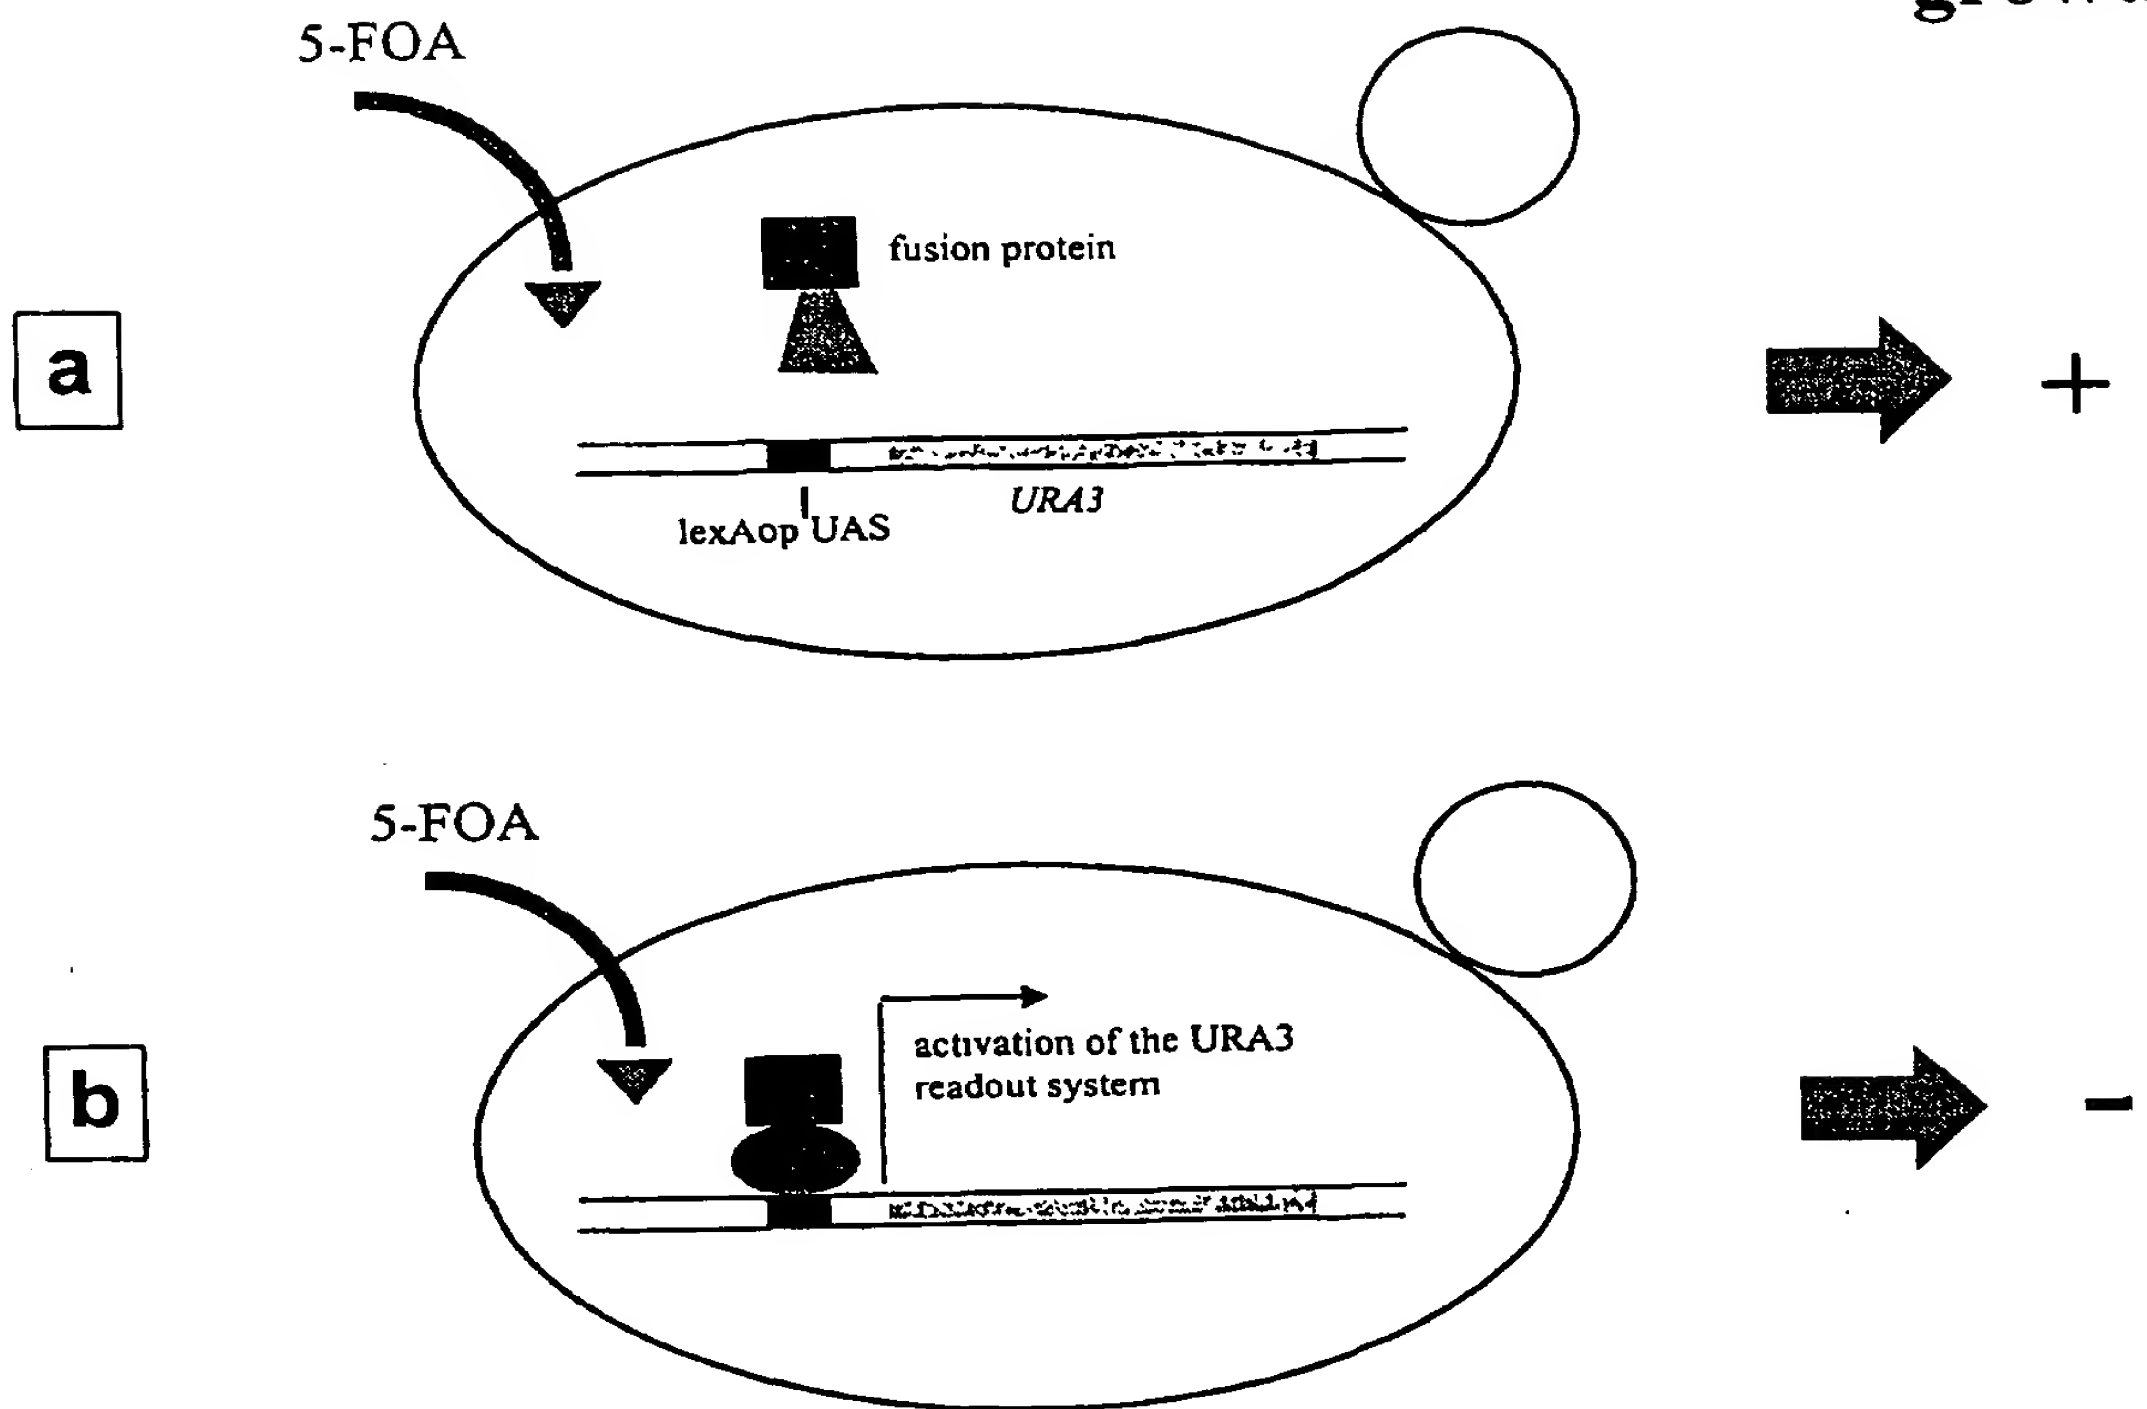 5-FOA
fusion protein
a
+
URA3
lexAop UAS
5-FOA
activation of the URA3
readout system
b
−